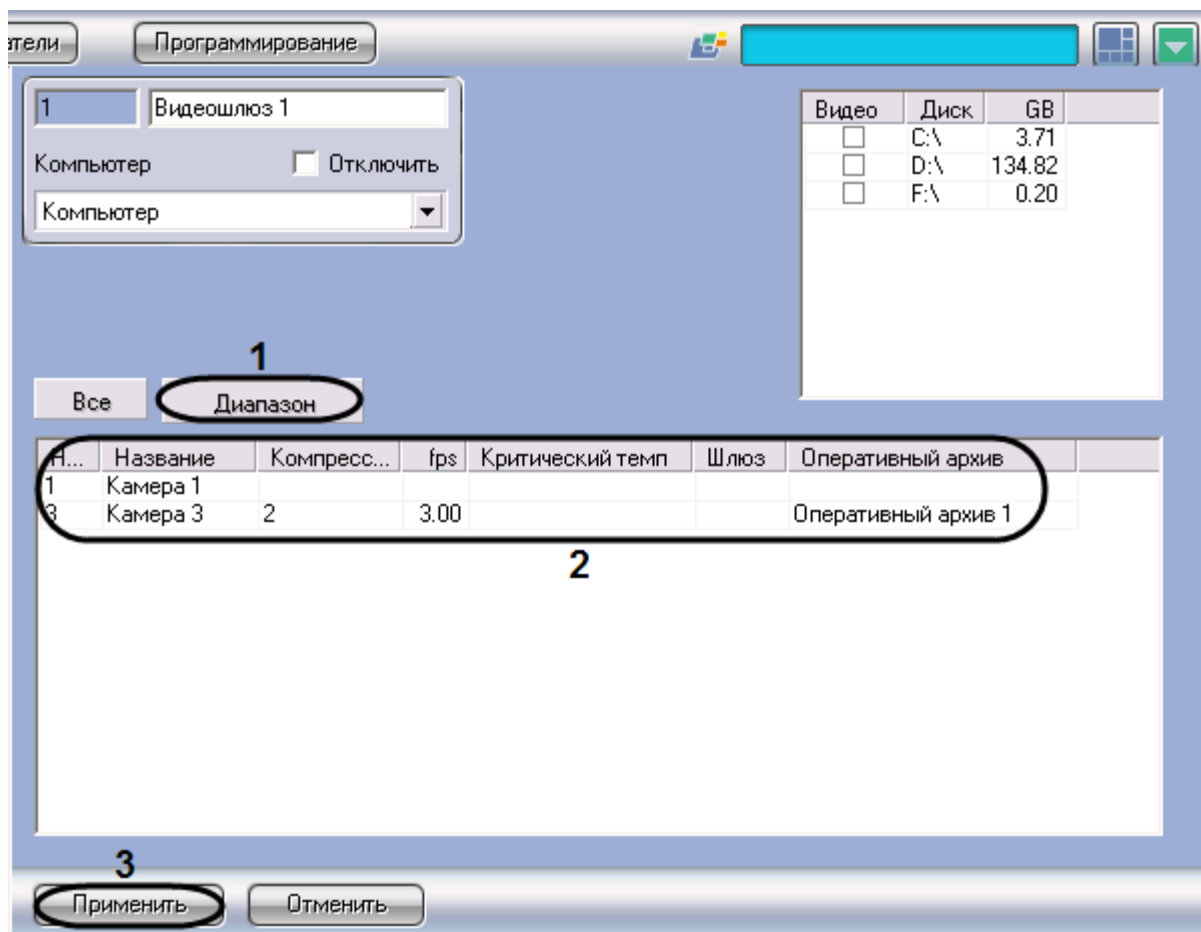 атели
Программирование
1
Видеошлюз 1
Компьютер
Отключить
Компьютер
Видео Диск GB
C:\ 3.71
D:\ 134.82
F:\ 0.20
1
Все
Диапазон
Н... Название Компресс... fps Критический темп Шлюз Оперативный архив
1 Камера 1
3 Камера 3 2 3.00 Оперативный архив 1
2
3
Применить
Отменить